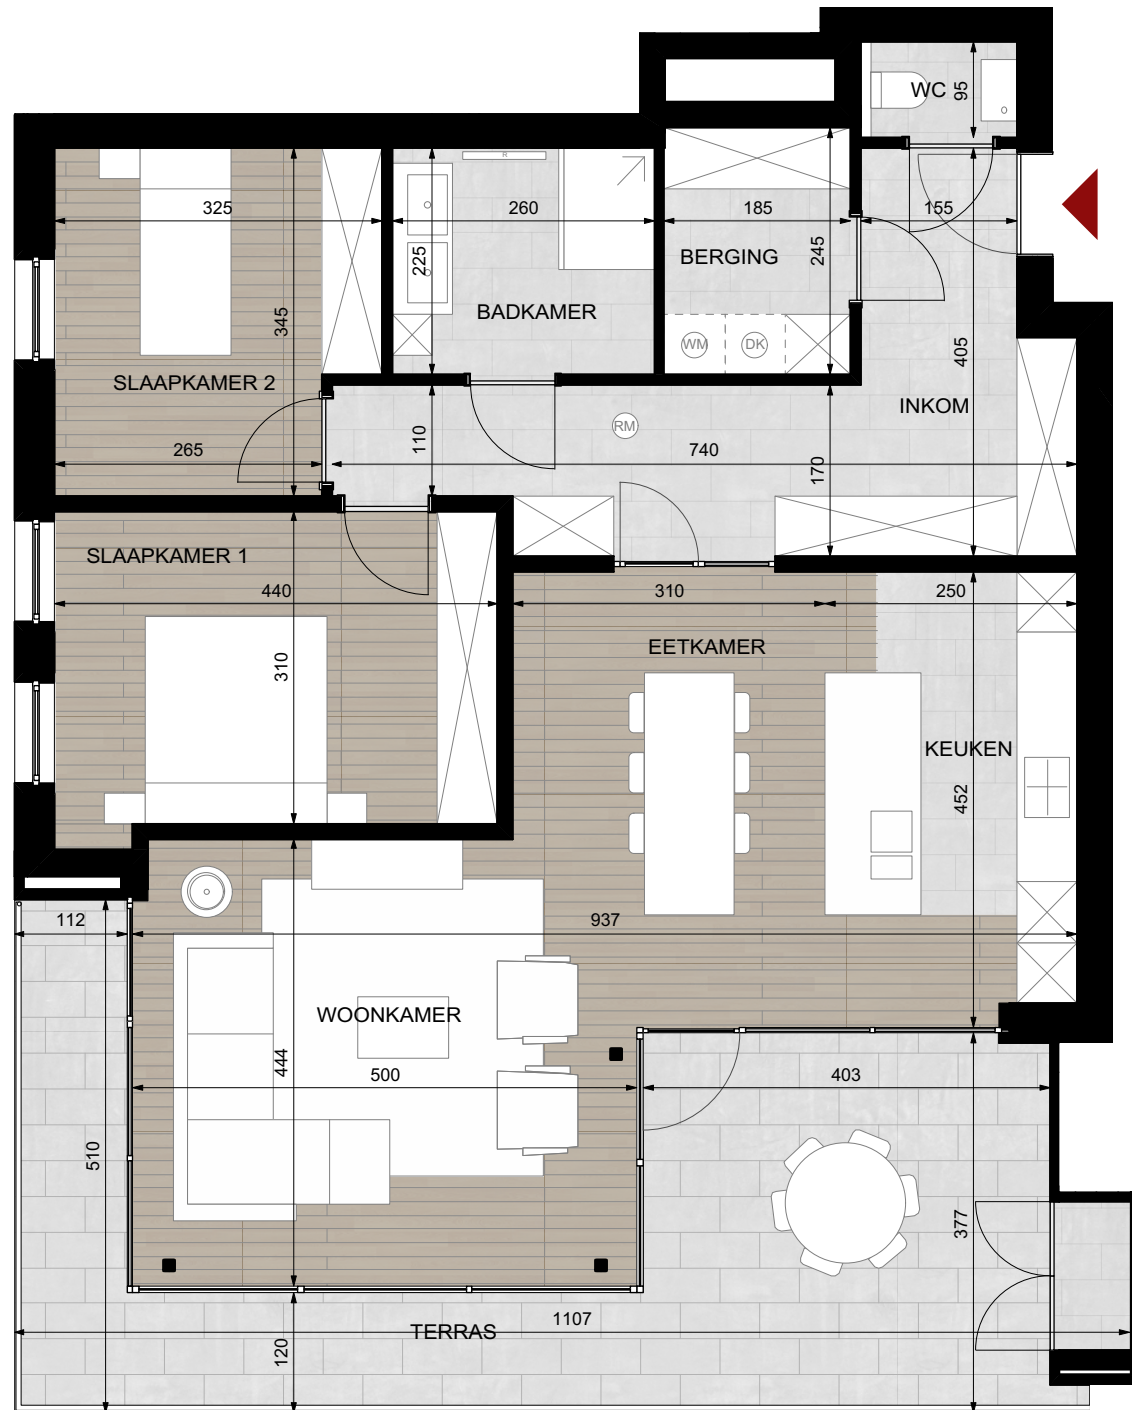 WC
95
325
260
185
155
R
225
245
BERGING
BADKAMER
345
WM
DK
405
SLAAPKAMER 2
INKOM
110
RM
265
740
170
SLAAPKAMER 1
440
310
250
310
EETKAMER
KEUKEN
452
112
937
WOONKAMER
444
500
403
510
377
1107
TERRAS
120